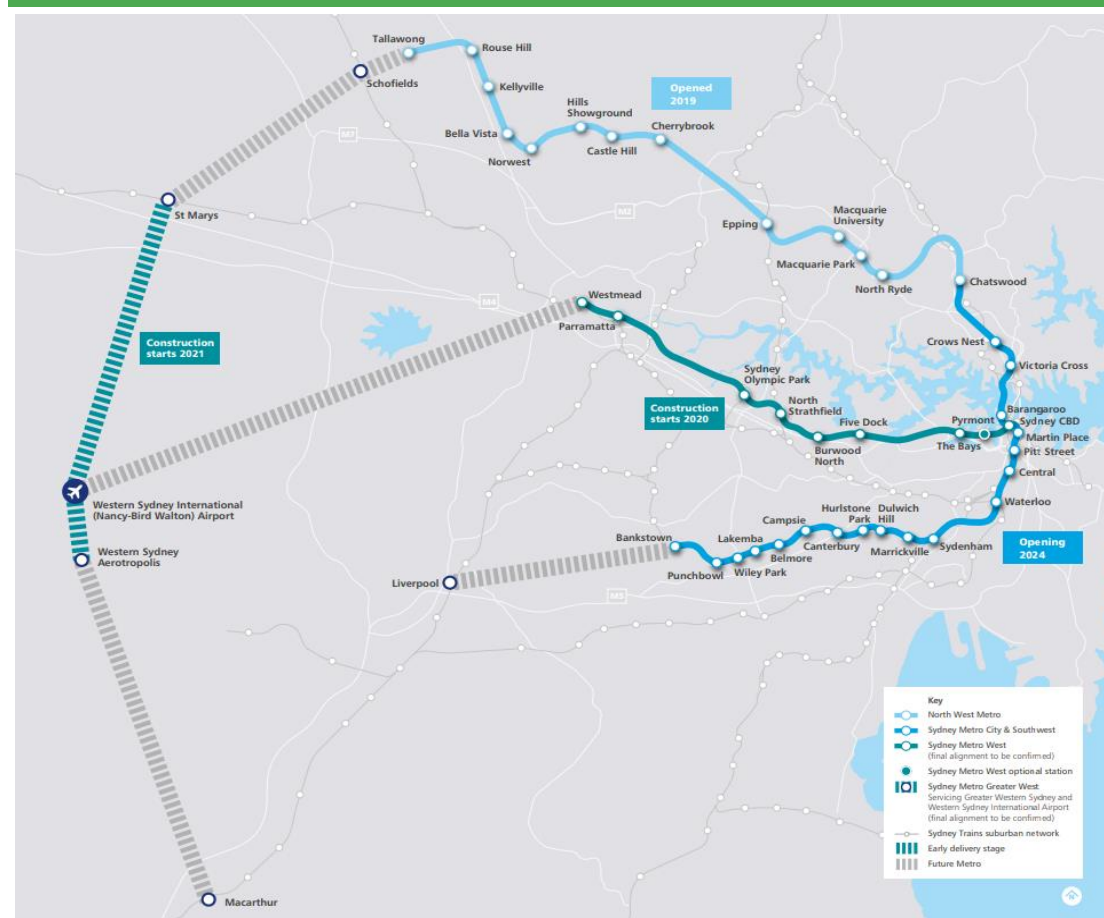 Tallawong
Rouse Hill
Schofields
Kellyville
Opened
2019
Hills
Showground
Bella Vista
Cherrybrook
Castle Hill
Norwest
M7
St Marys
M2
Macquarie
University
Epping
Macquarie Park
North Ryde
Chatswood
Westmead
M4
Parramatta
Construction
starts 2021
Crows Nest
Victoria Cross
Sydney
Olympic Park
Construction
starts 2020
North
Strathfield
Five Dock
Pyrmont
Barangaroo
Sydney CBD
Martin Place
The Bays
Burwood
North
Pitt Street
Central
Western Sydney International
(Nancy-Bird Walton) Airport
Waterloo
Hurlstone
Park
Dulwich
Hill
Campsie
Bankstown
Lakemba
Canterbury
Sydenham
Opening
2024
Western Sydney
Aerotropolis
Belmore
Marrickville
Punchbowl
Wiley Park
Liverpool
M5
Key
North West Metro
Sydney Metro City & Southwest
Sydney Metro West
(final alignment to be confirmed)
Sydney Metro West optional station
Sydney Metro Greater West
Servicing Greater Western Sydney and
Western Sydney International Airport
(final alignment to be confirmed)
Sydney Trains suburban network
Early delivery stage
Future Metro
Macarthur
N